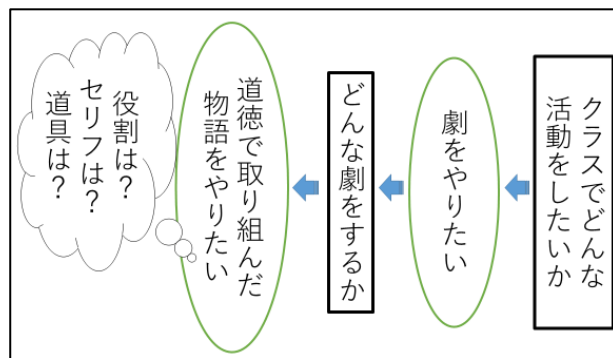 クラスでどんな
活動をしたいか
劇をやりたい
どんな劇をするか
道徳で取り組んだ
物語をやりたい
役割は？
セリフは？
道具は？